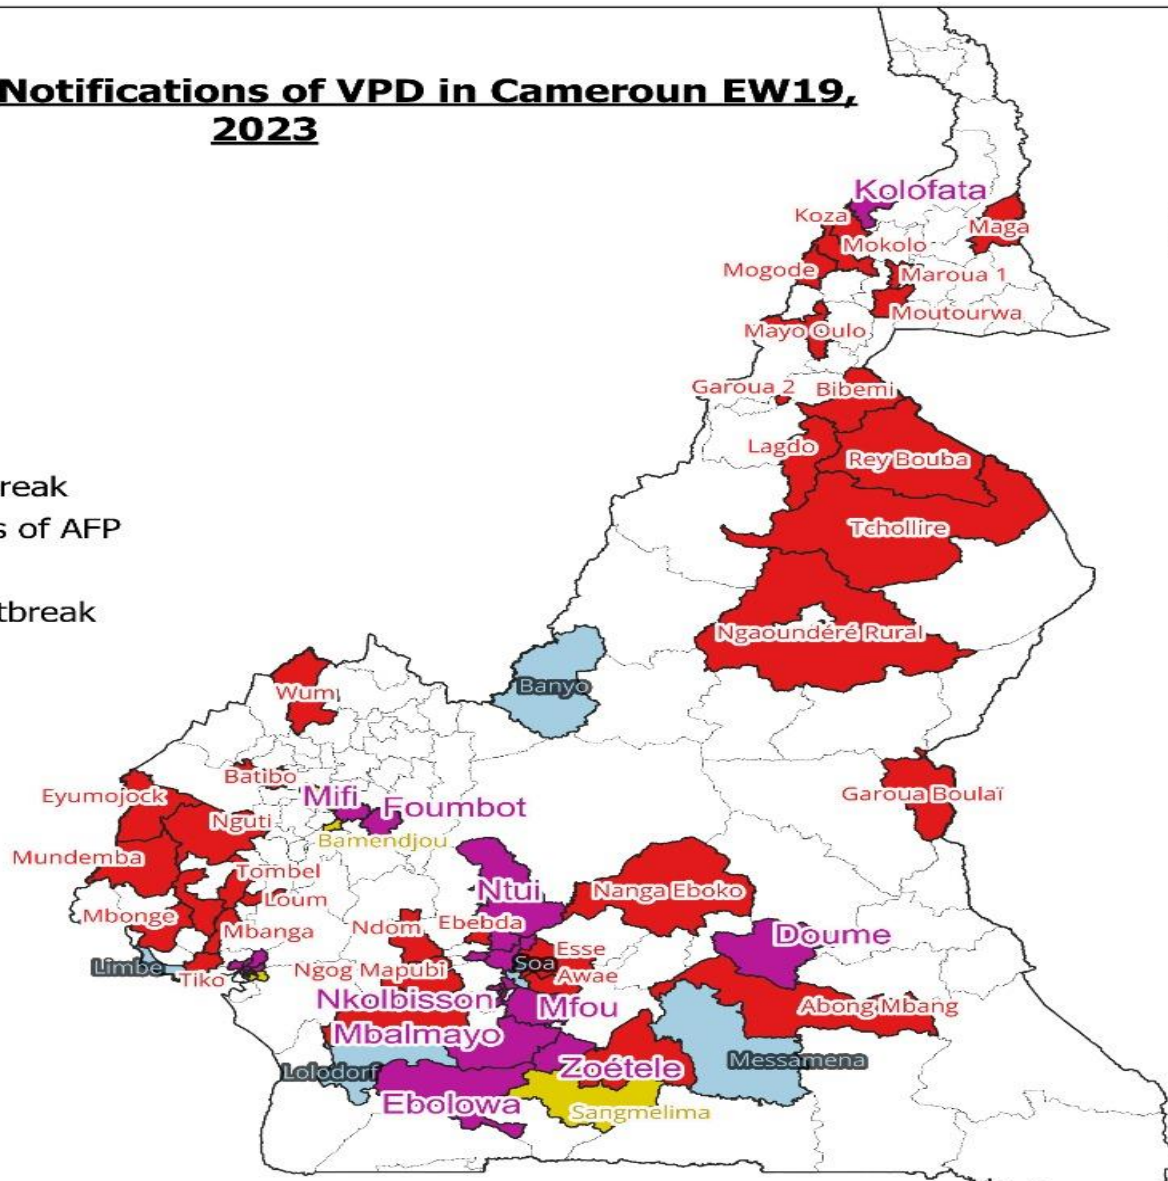 Notifications of VPD in Cameroun EW19,
2023
Kolofata
Koza
Maga
Mokolo
Mogode
Maroua 1
Moutourwa
Mayo Oulo
Garoua 2
Bibemi
Lagdo
Rey Bouba
reak
s of AFP
Tchollire
tbreak
Ngaoundéré Rural
Banyo
Wum
Batibo
Garoua Boulaï
Eyumojock
Mifi
Foumbot
Nguti
Bamendjou
Mundemba
Tombel
Ntui
Nanga Eboko
Loum
Mbonge
Mbanga
Ndom
Ebebda
Doume
Esse
Limbe
Soa
Tiko
Ngog Mapubi
Awae
Nkolbisson
Mfou
Abong Mbang
Mbalmayo
Messamena
Lolodorf
Zoétele
Ebolowa
Sangmelima